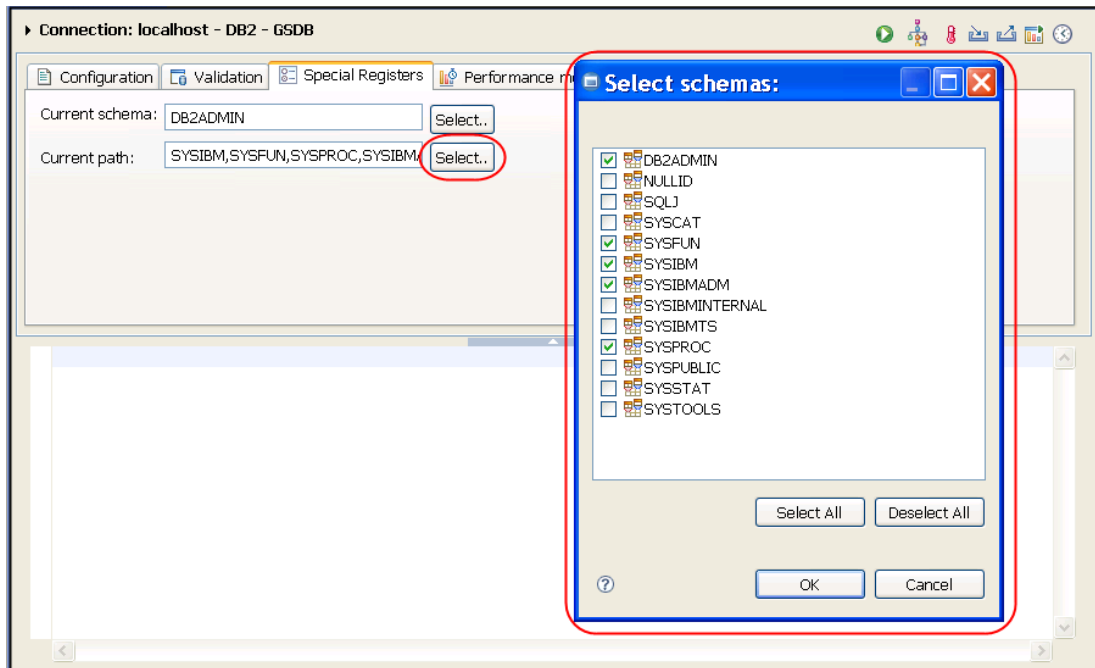 Connection: localhost - DB2 - GSDB
Configuration Validation Special Registers Performance m
Current schema: DB2ADMIN Select..
Current path: SYSIBM,SYSFUN,SYSPROC,SYSIBMA Select..
Select schemas:
DB2ADMIN
NULLID
SQLJ
SYSCAT
SYSFUN
SYSIBM
SYSIBMADM
SYSIBMINTERNAL
SYSIBMTS
SYSPROC
SYSPUBLIC
SYSSTAT
SYSTOOLS
Select All Deselect All
? OK Cancel